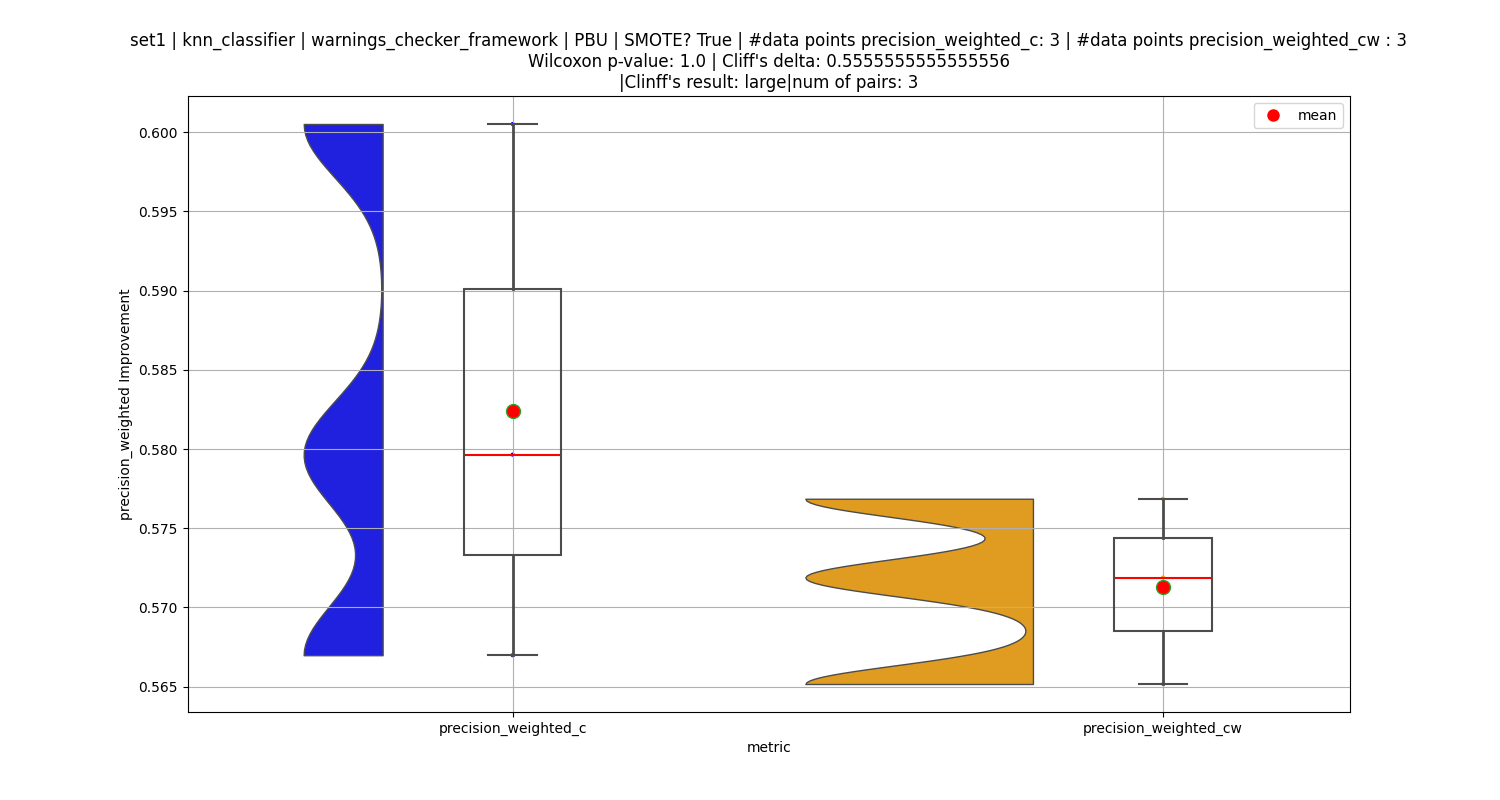 set1 | knn_classifier | warnings_checker_framework | PBU | SMOTE? True | #data points precision_weighted_c: 3 | #data points precision_weighted_cw : 3
Wilcoxon p-value: 1.0 | Cliff's delta: 0.5555555555555556
|Clinff's result: large|num of pairs: 3
mean
0.600
0.595
0.590
0.585
0.580
0.575
0.570
0.565
precision_weighted Improvement
precision_weighted_c
precision_weighted_cw
metric